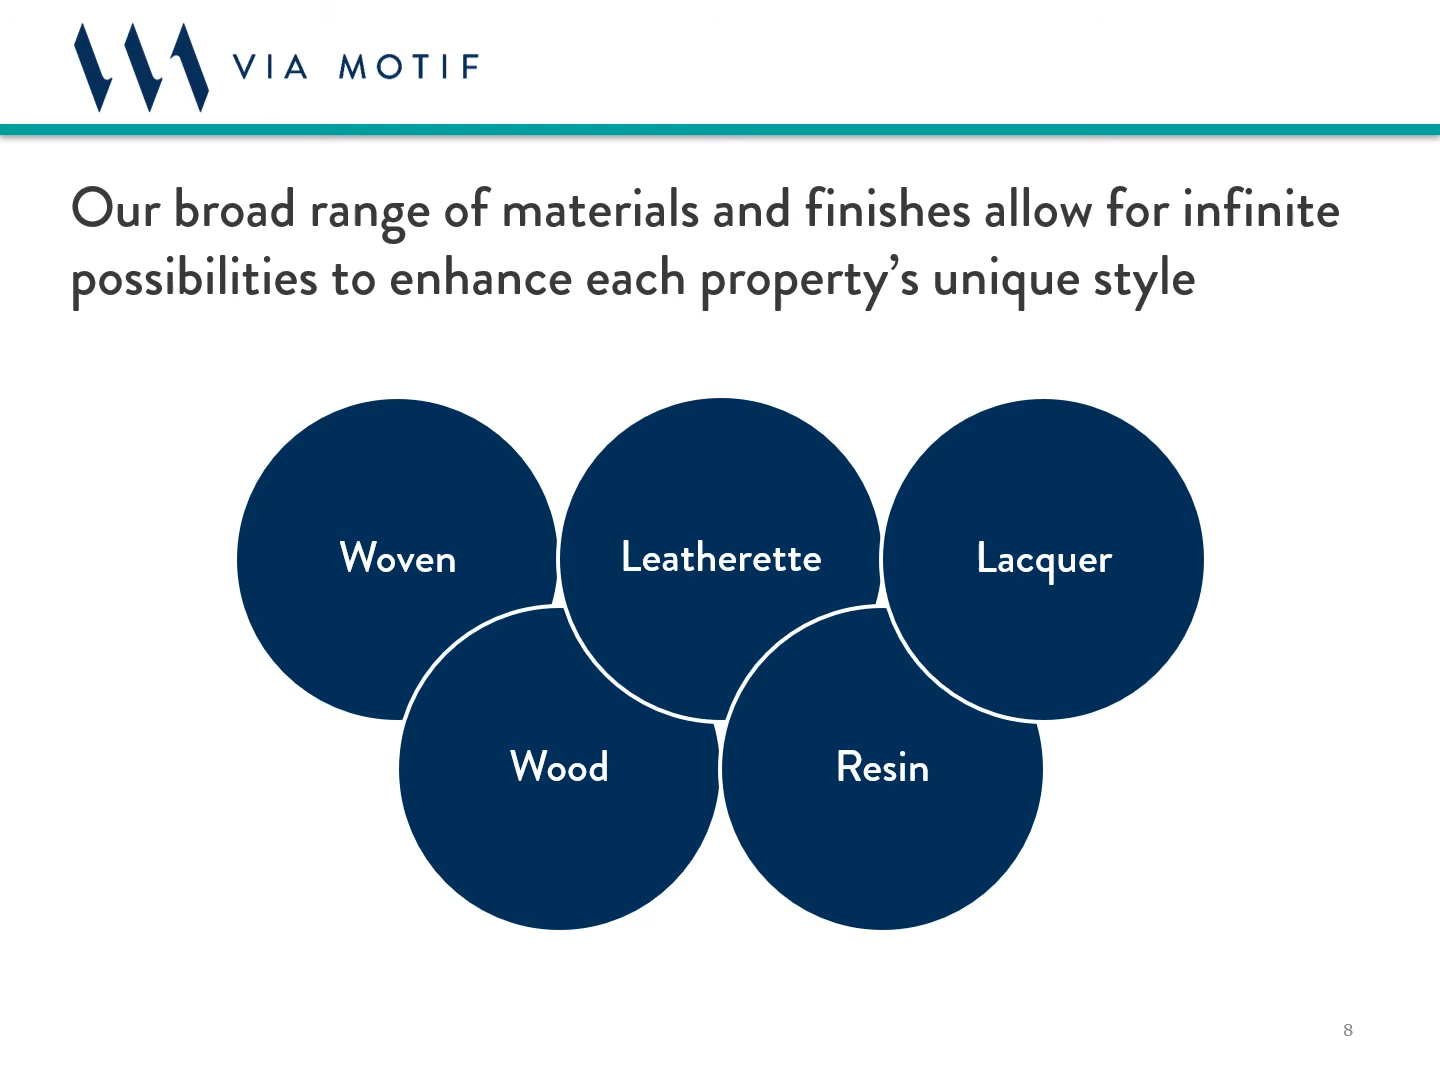 VIA MOTIF
Our broad range of materials and finishes allow for infinite
possibilities to enhance each property’s unique style
Woven
Leatherette
Lacquer
Wood
Resin
8